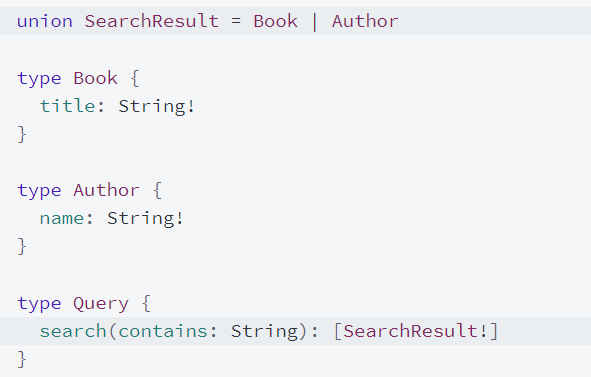 union SearchResult = Book | Author
type Book {
  title: String!
}
type Author {
  name: String!
}
type Query {
  search(contains: String): [SearchResult!]
}